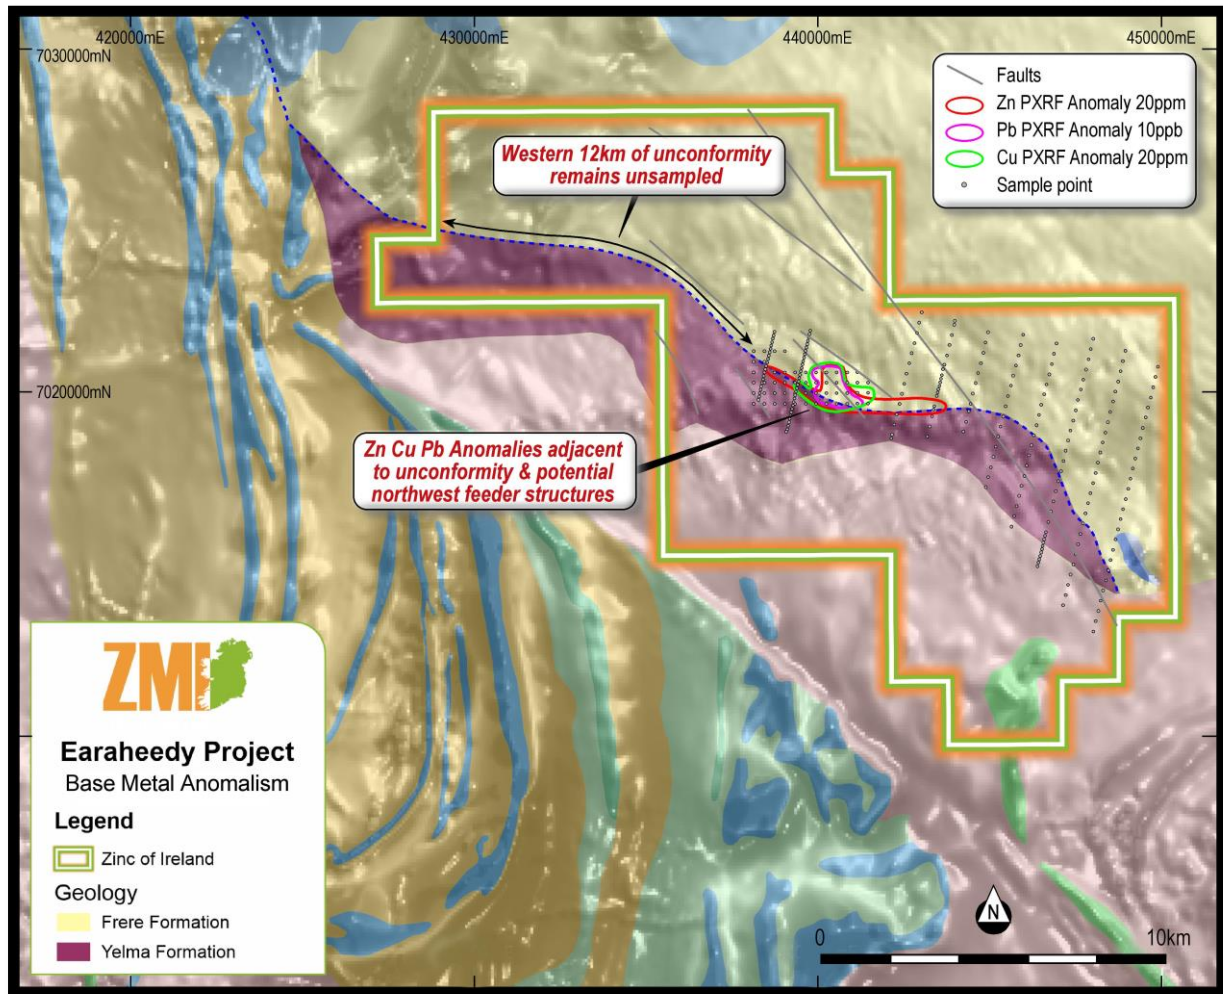 420000mE
430000mE
440000mE
450000mE
7030000mN
7020000mN
Faults
Zn PXRF Anomaly 20ppm
Pb PXRF Anomaly 10ppb
Cu PXRF Anomaly 20ppm
Sample point
Western 12km of unconformity
remains unsampled
Zn Cu Pb Anomalies adjacent
to unconformity & potential
northwest feeder structures
ZMI
Earaheedy Project
Base Metal Anomalism
Legend
Zinc of Ireland
Geology
Frere Formation
Yelma Formation
N
0
10km